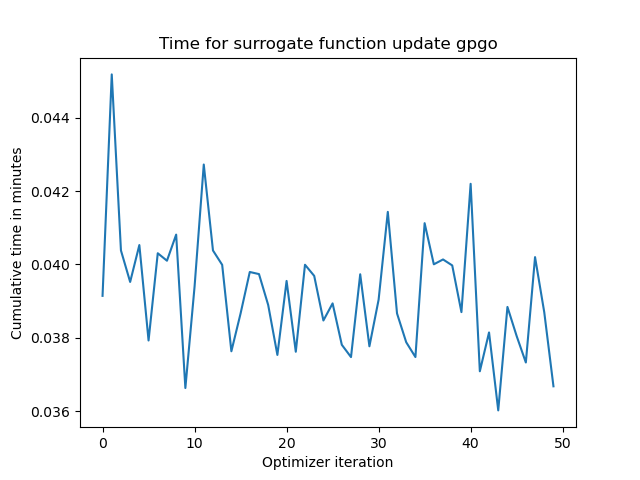 Time for surrogate function update gpgo
Cumulative time in minutes
0.044
0.042
0.040
0.038
0.036
0 10 20 30 40 50
Optimizer iteration